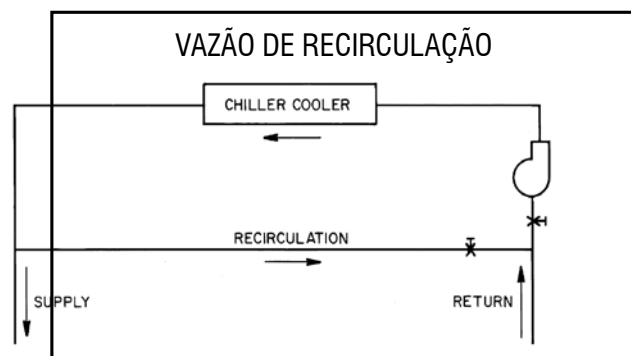 VAZÃO DE RECIRCULAÇÃO
CHILLER COOLER
RECIRCULATION
SUPPLY
RETURN